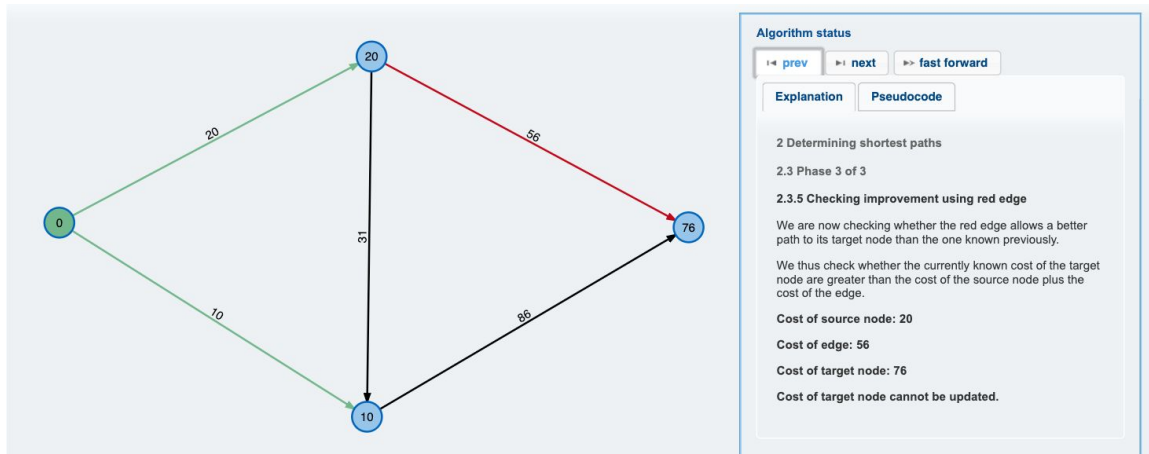 20
20
56
0
31
76
10
86
10
Algorithm status
prev
next
fast forward
Explanation
Pseudocode
2 Determining shortest paths
2.3 Phase 3 of 3
2.3.5 Checking improvement using red edge
We are now checking whether the red edge allows a better
path to its target node than the one known previously.
We thus check whether the currently known cost of the target
node are greater than the cost of the source node plus the
cost of the edge.
Cost of source node: 20
Cost of edge: 56
Cost of target node: 76
Cost of target node cannot be updated.